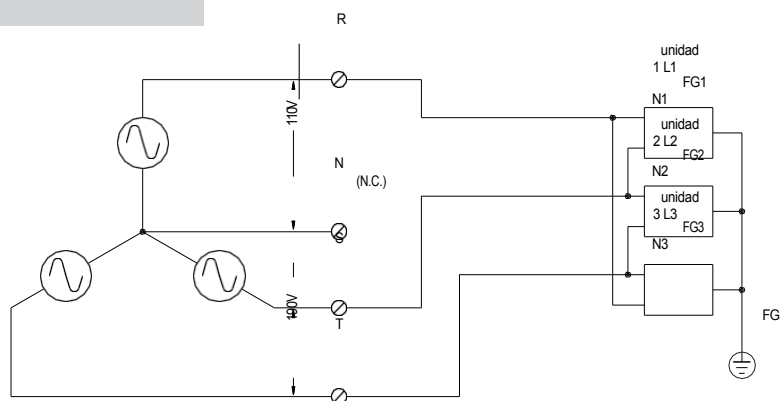 R
unidad
1 L1
FG1
N1
110V
unidad
2 L2
FG2
N
N2
(N.C.)
unidad
3 L3
FG3
S
N3
190V
T
FG